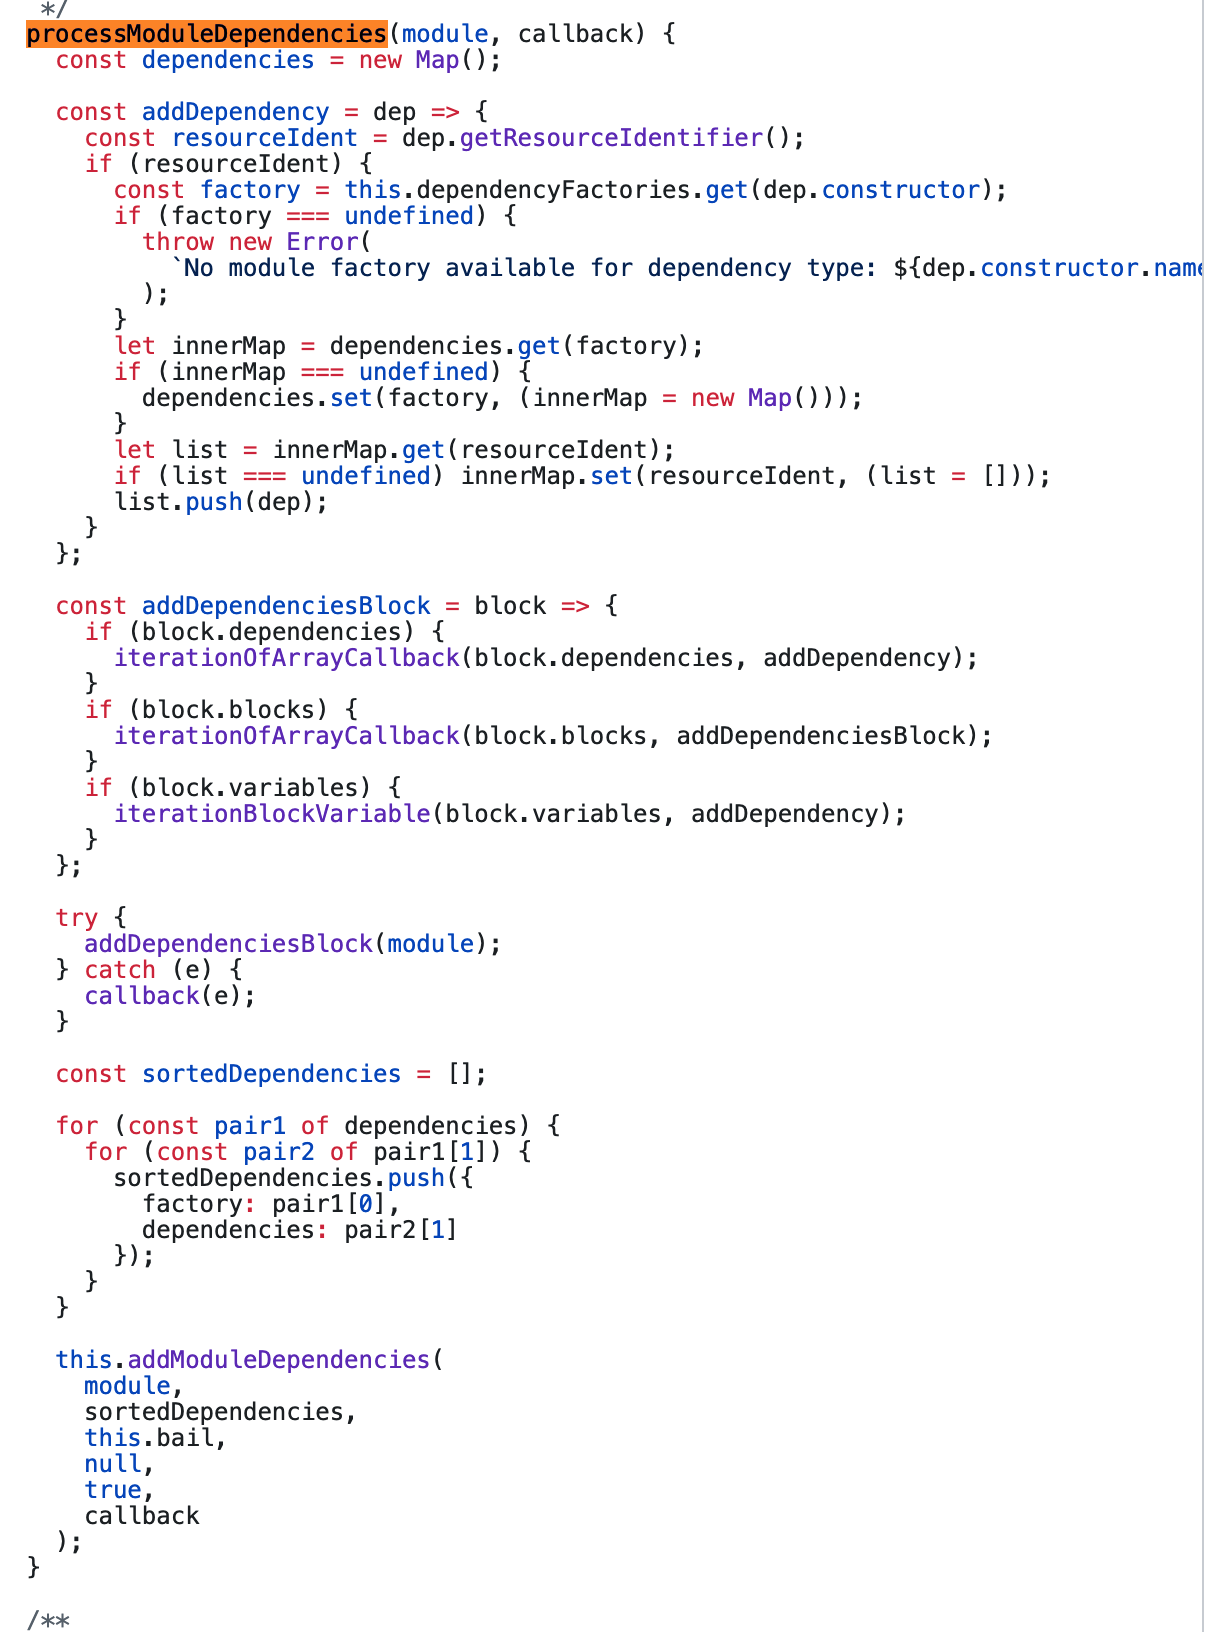 */
processModuleDependencies(module, callback) {
const dependencies = new Map();
const addDependency = dep => {
const resourceIdent = dep.getResourceIdentifier();
if (resourceIdent) {
const factory = this.dependencyFactories.get(dep.constructor);
if (factory === undefined) {
throw new Error(
`No module factory available for dependency type: ${dep.constructor.name
);
}
let innerMap = dependencies.get(factory);
if (innerMap === undefined) {
dependencies.set(factory, (innerMap = new Map()));
}
let list = innerMap.get(resourceIdent);
if (list === undefined) innerMap.set(resourceIdent, (list = []));
list.push(dep);
}
};
const addDependenciesBlock = block => {
if (block.dependencies) {
iterationOfArrayCallback(block.dependencies, addDependency);
}
if (block.blocks) {
iterationOfArrayCallback(block.blocks, addDependenciesBlock);
}
if (block.variables) {
iterationBlockVariable(block.variables, addDependency);
}
};
try {
addDependenciesBlock(module);
} catch (e) {
callback(e);
}
const sortedDependencies = [];
for (const pair1 of dependencies) {
for (const pair2 of pair1[1]) {
sortedDependencies.push({
factory: pair1[0],
dependencies: pair2[1]
});
}
}
this.addModuleDependencies(
module,
sortedDependencies,
this.bail,
null,
true,
callback
);
}
/**